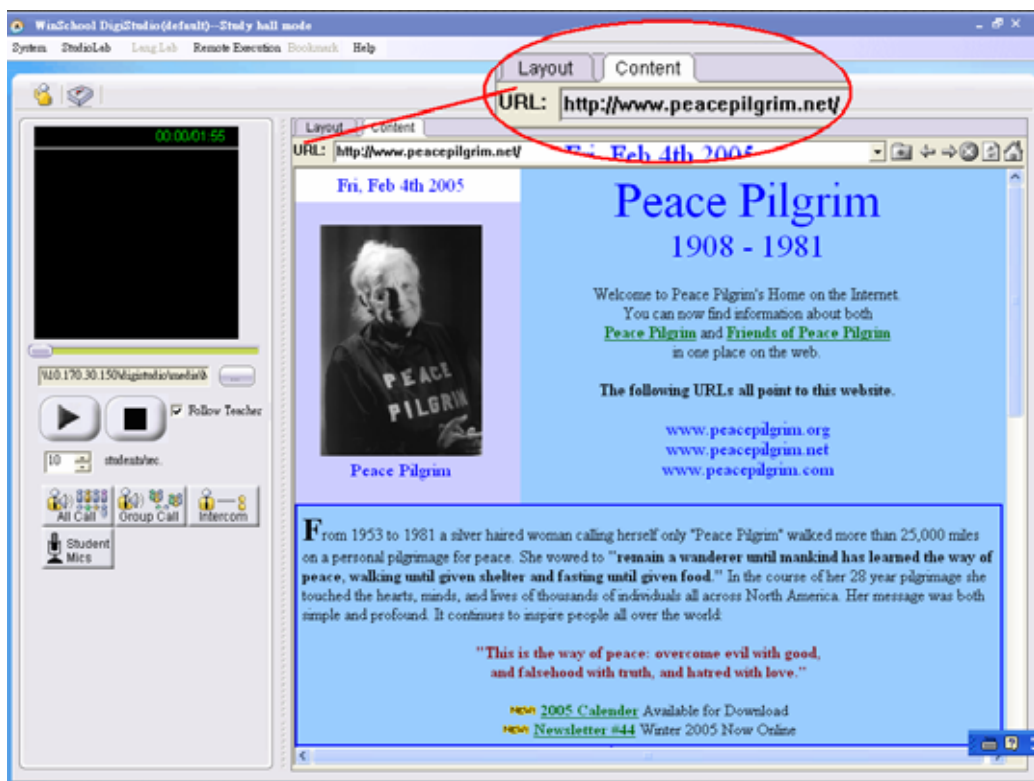 WinSchool DigiStudio(default)--Study hall mode
System StudioLab Lang Lab Remote Execution Bookmark Help
Layout Content
URL: http://www.peacepilgrim.net/
00:00/01:55
Layout Content
URL: http://www.peacepilgrim.net/ Fri, Feb 4th 2005
Fri, Feb 4th 2005
Peace Pilgrim
1908 - 1981
Welcome to Peace Pilgrim's Home on the Internet.
You can now find information about both
Peace Pilgrim and Friends of Peace Pilgrim
in one place on the web.
The following URLs all point to this website.
www.peacepilgrim.org
www.peacepilgrim.net
www.peacepilgrim.com
PEACE
PILGRIM
Peace Pilgrim
\\10.170.30.150\digistudio\media\
...
Follow Teacher
10 students/sec.
All Call Group Call Intercom
Student
Mics
From 1953 to 1981 a silver haired woman calling herself only "Peace Pilgrim" walked more than 25,000 miles
on a personal pilgrimage for peace. She vowed to "remain a wanderer until mankind has learned the way of
peace, walking until given shelter and fasting until given food." In the course of her 28 year pilgrimage she
touched the hearts, minds, and lives of thousands of individuals all across North America. Her message was both
simple and profound. It continues to inspire people all over the world:
"This is the way of peace: overcome evil with good,
and falsehood with truth, and hatred with love."
NEW! 2005 Calender Available for Download
NEW! Newsletter #44 Winter 2005 Now Online